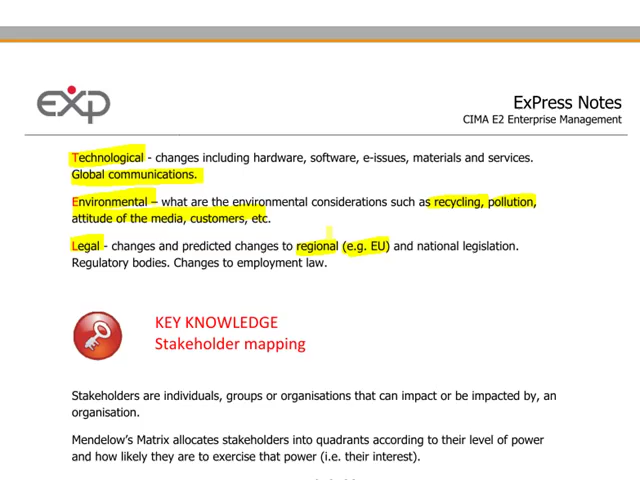 exp
ExPress Notes
CIMA E2 Enterprise Management
Technological - changes including hardware, software, e-issues, materials and services.
Global communications.
Environmental – what are the environmental considerations such as recycling, pollution,
attitude of the media, customers, etc.
Legal - changes and predicted changes to regional (e.g. EU) and national legislation.
Regulatory bodies. Changes to employment law.
KEY KNOWLEDGE
Stakeholder mapping
Stakeholders are individuals, groups or organisations that can impact or be impacted by, an
organisation.
Mendelow's Matrix allocates stakeholders into quadrants according to their level of power
and how likely they are to exercise that power (i.e. their interest).